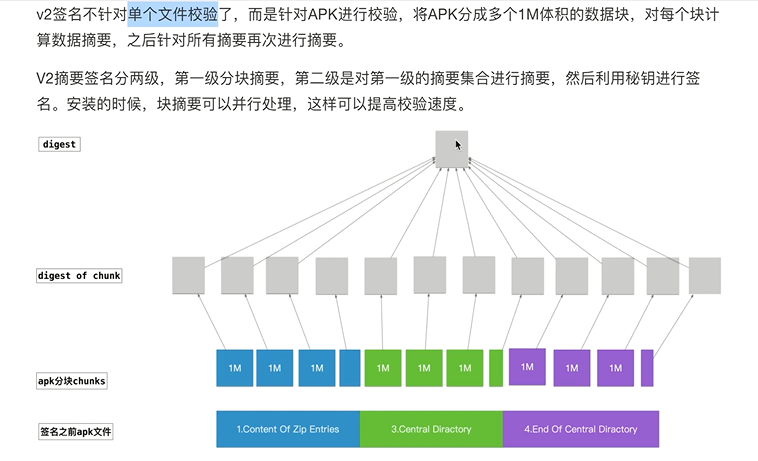 v2签名不针对单个文件校验了，而是针对APK进行校验，将APK分成多个1M体积的数据块，对每个块计
算数据摘要，之后针对所有摘要再次进行摘要。
V2摘要签名分两级，第一级分块摘要，第二级是对第一级的摘要集合进行摘要，然后利用秘钥进行签
名。安装的时候，块摘要可以并行处理，这样可以提高校验速度。
digest
digest of chunk
apk分块chunks
1M 1M 1M 1M 1M 1M 1M 1M 1M
签名之前apk文件
1.Content Of Zip Entries 3.Central Diractory 4.End Of Central Diractory